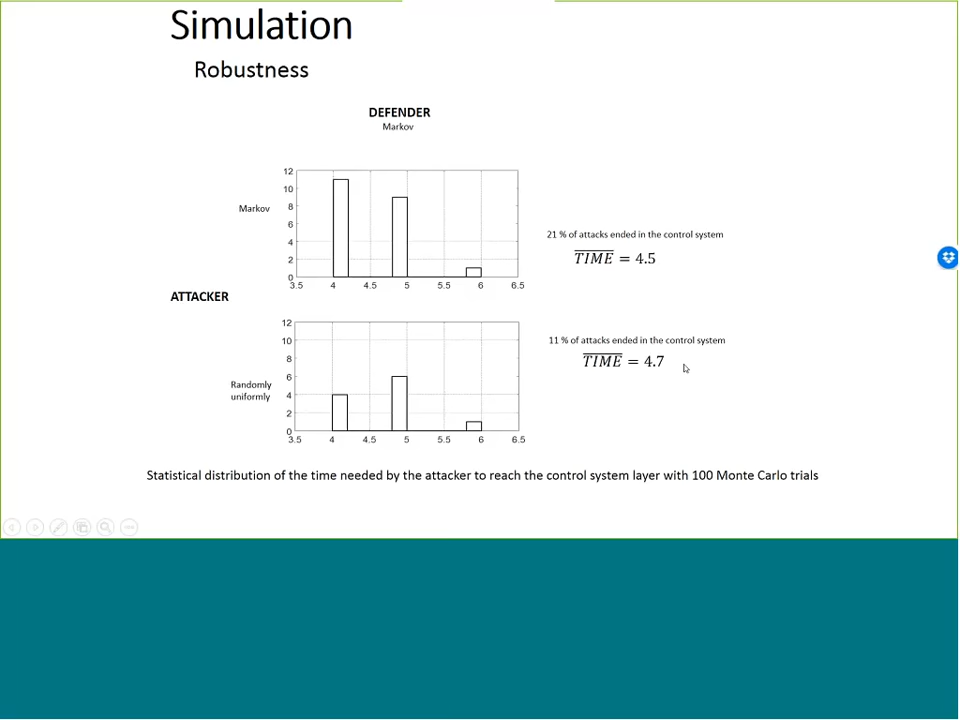 Simulation
Robustness
DEFENDER
Markov
12
10
8
6
4
2
0
3.5 4 4.5 5 5.5 6 6.5
Markov
21 % of attacks ended in the control system
TIME = 4.5
ATTACKER
12
10
8
6
4
2
0
3.5 4 4.5 5 5.5 6 6.5
Randomly
uniformly
11 % of attacks ended in the control system
TIME = 4.7
Statistical distribution of the time needed by the attacker to reach the control system layer with 100 Monte Carlo trials